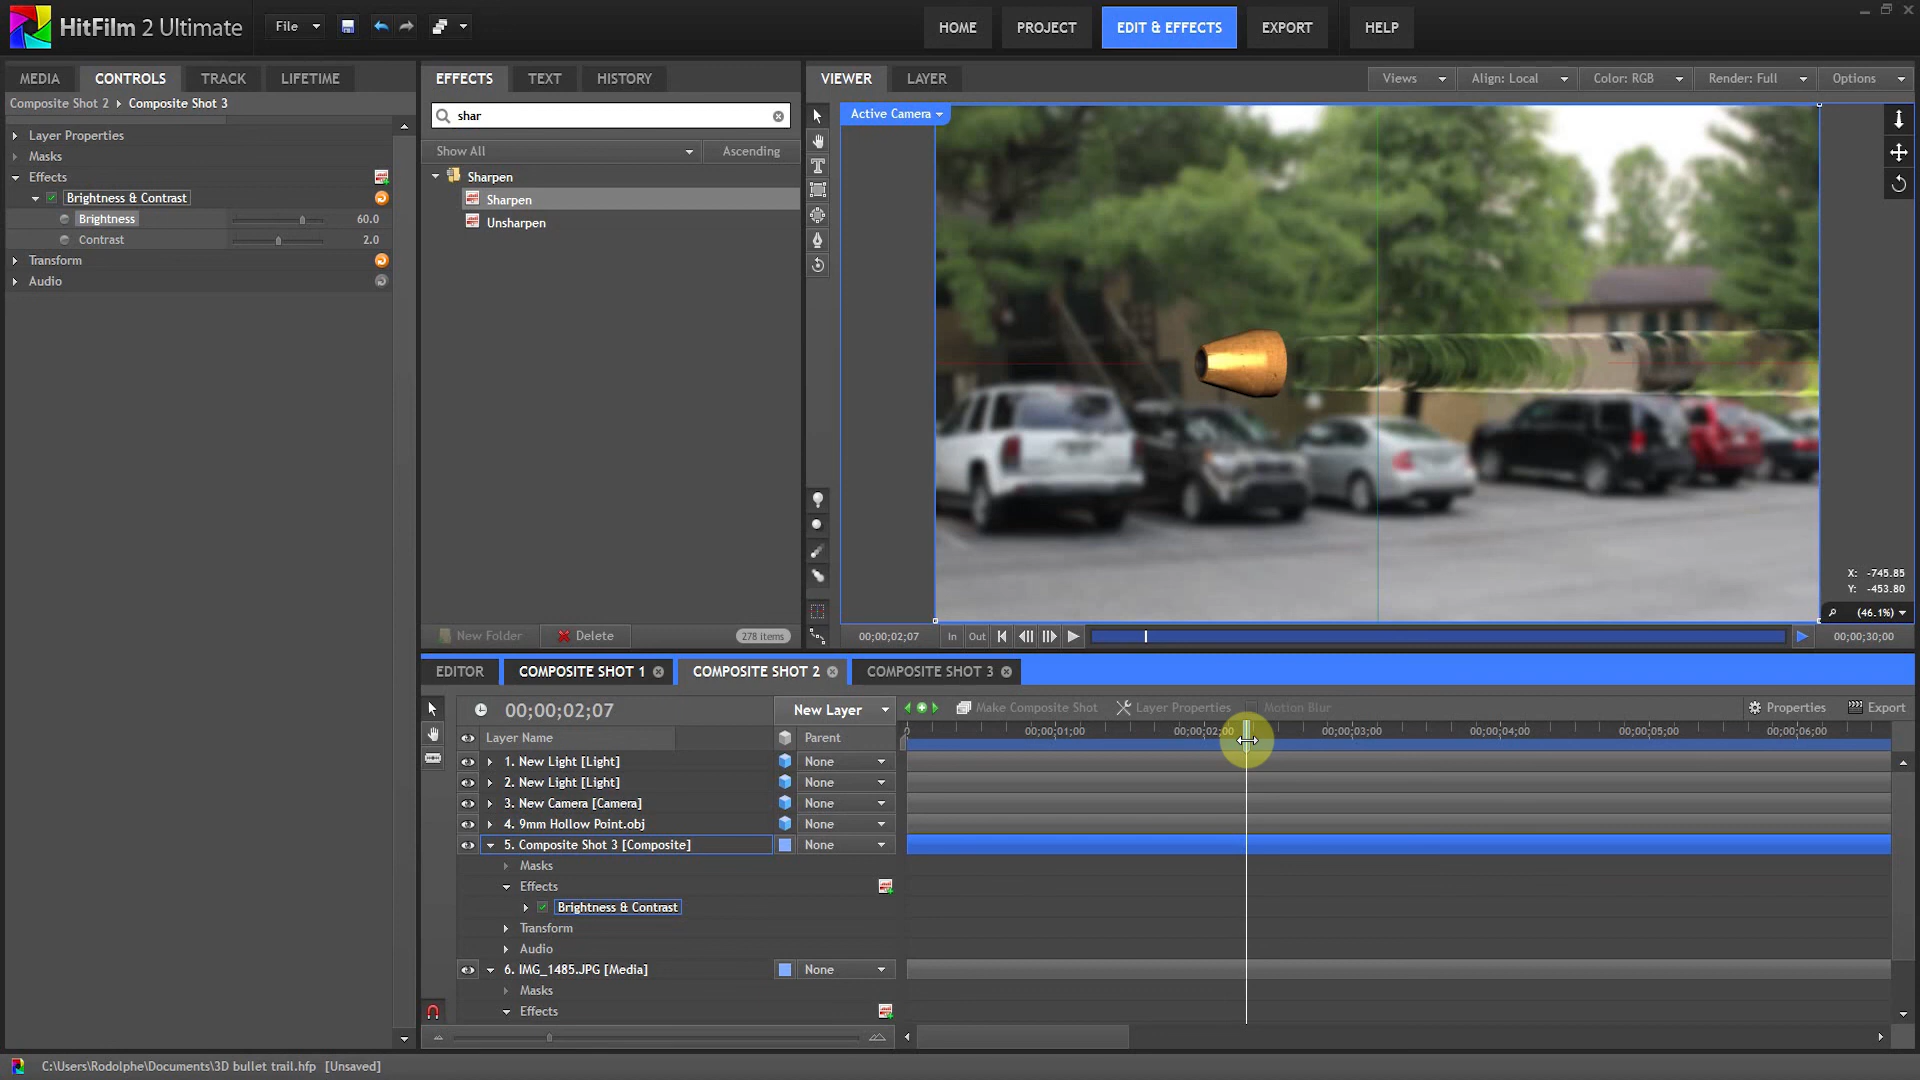 HitFilm 2 Ultimate
File
HOME
PROJECT
EDIT & EFFECTS
EXPORT
HELP
MEDIA
CONTROLS
TRACK
LIFETIME
Composite Shot 2 Composite Shot 3
Layer Properties
Masks
Effects
Brightness & Contrast
Brightness 60.0
Contrast 2.0
Transform
Audio
EFFECTS
TEXT
HISTORY
shar
Show All
Ascending
Sharpen
Sharpen
Unsharpen
New Folder
Delete
278 items
VIEWER
LAYER
Views
Align: Local
Color: RGB
Render: Full
Options
Active Camera
X: -745.85
Y: -453.80
(46.1%)
00;00;02;07
In
Out
00;00;30;00
EDITOR
COMPOSITE SHOT 1
COMPOSITE SHOT 2
COMPOSITE SHOT 3
00;00;02;07
New Layer
Make Composite Shot
Layer Properties
Motion Blur
Properties
Export
Layer Name
Parent
0
00;00;01;00
00;00;02;00
00;00;03;00
00;00;04;00
00;00;05;00
00;00;06;00
1. New Light [Light] None
2. New Light [Light] None
3. New Camera [Camera] None
4. 9mm Hollow Point.obj None
5. Composite Shot 3 [Composite] None
Masks
Effects
Brightness & Contrast
Transform
Audio
6. IMG_1485.JPG [Media] None
Masks
Effects
C:\Users\Rodolphe\Documents\3D bullet trail.hfp [Unsaved]